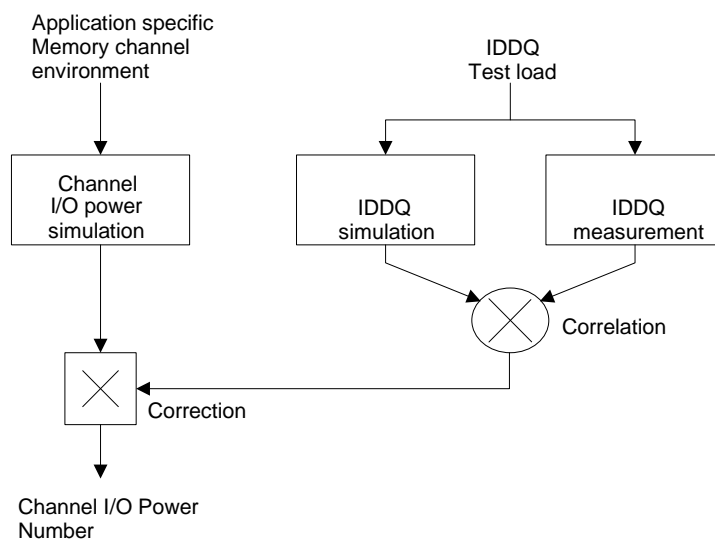 Application specific
Memory channel
environment
IDDQ
Test load
Channel
I/O power
simulation
IDDQ
simulation
IDDQ
measurement
Correlation
Correction
Channel I/O Power
Number